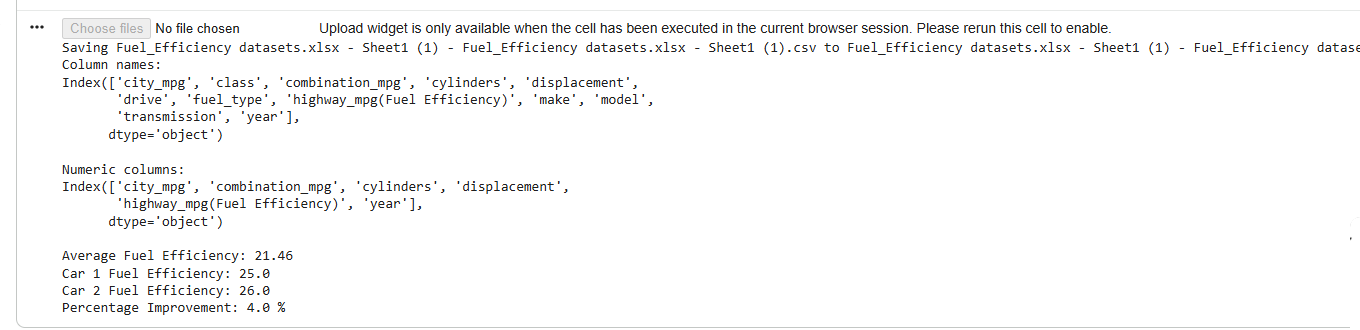 Choose files No file chosen Upload widget is only available when the cell has been executed in the current browser session. Please rerun this cell to enable.
Saving Fuel_Efficiency datasets.xlsx - Sheet1 (1) - Fuel_Efficiency datasets.xlsx - Sheet1 (1).csv to Fuel_Efficiency datasets.xlsx - Sheet1 (1) - Fuel_Efficiency datase
Column names:
Index(['city_mpg', 'class', 'combination_mpg', 'cylinders', 'displacement',
'drive', 'fuel_type', 'highway_mpg(Fuel Efficiency)', 'make', 'model',
'transmission', 'year'],
dtype='object')
Numeric columns:
Index(['city_mpg', 'combination_mpg', 'cylinders', 'displacement',
'highway_mpg(Fuel Efficiency)', 'year'],
dtype='object')
Average Fuel Efficiency: 21.46
Car 1 Fuel Efficiency: 25.0
Car 2 Fuel Efficiency: 26.0
Percentage Improvement: 4.0 %